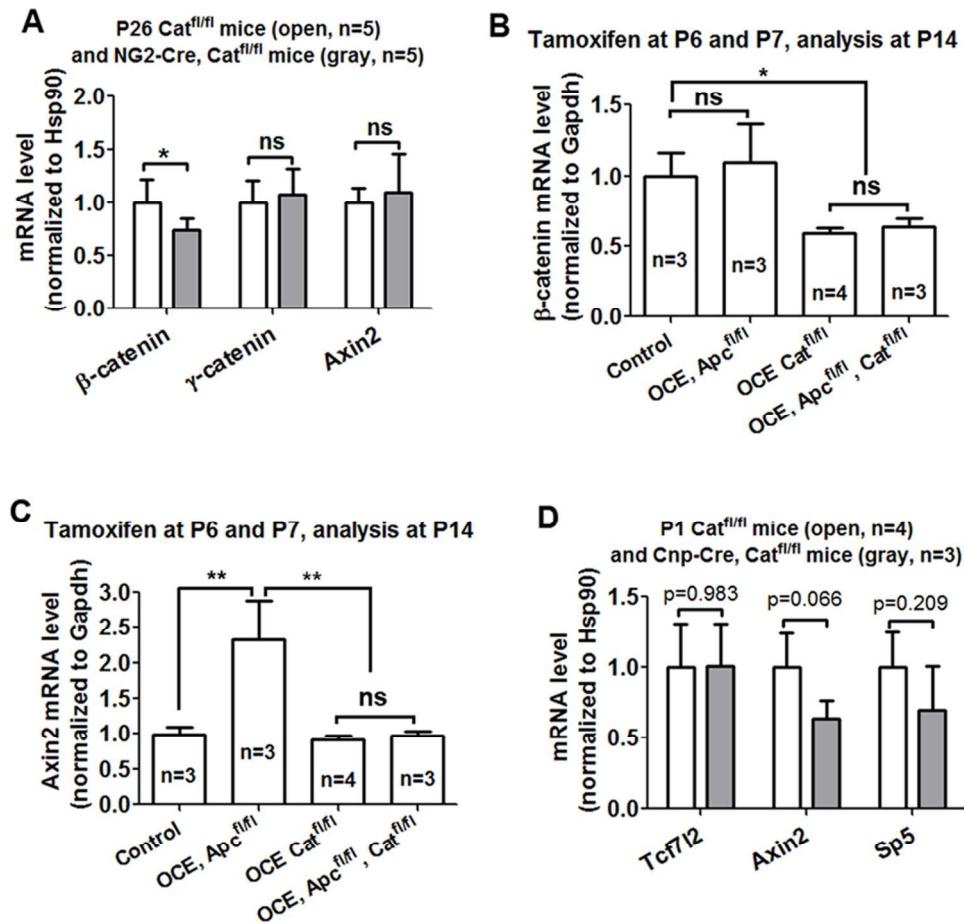 A
P26 Cat^fl/fl mice (open, n=5)
and NG2-Cre, Cat^fl/fl mice (gray, n=5)
mRNA level
(normalized to Hsp90)
2.0
1.5
1.0
0.5
0.0
*
ns
ns
β-catenin
γ-catenin
Axin2
B
Tamoxifen at P6 and P7, analysis at P14
β-catenin mRNA level
(normalized to Gapdh)
1.5
1.0
0.5
0.0
*
ns
ns
n=3
n=3
n=4
n=3
Control
OCE, Apc^fl/fl
OCE Cat^fl/fl
OCE, Apc^fl/fl, Cat^fl/fl
C
Tamoxifen at P6 and P7, analysis at P14
Axin2 mRNA level
(normalized to Gapdh)
3.0
2.5
2.0
1.5
1.0
0.5
0.0
**
**
ns
n=3
n=3
n=4
n=3
Control
OCE, Apc^fl/fl
OCE Cat^fl/fl
OCE, Apc^fl/fl, Cat^fl/fl
D
P1 Cat^fl/fl mice (open, n=4)
and Cnp-Cre, Cat^fl/fl mice (gray, n=3)
mRNA level
(normalized to Hsp90)
1.5
1.0
0.5
0.0
p=0.983
p=0.066
p=0.209
Tcf7l2
Axin2
Sp5